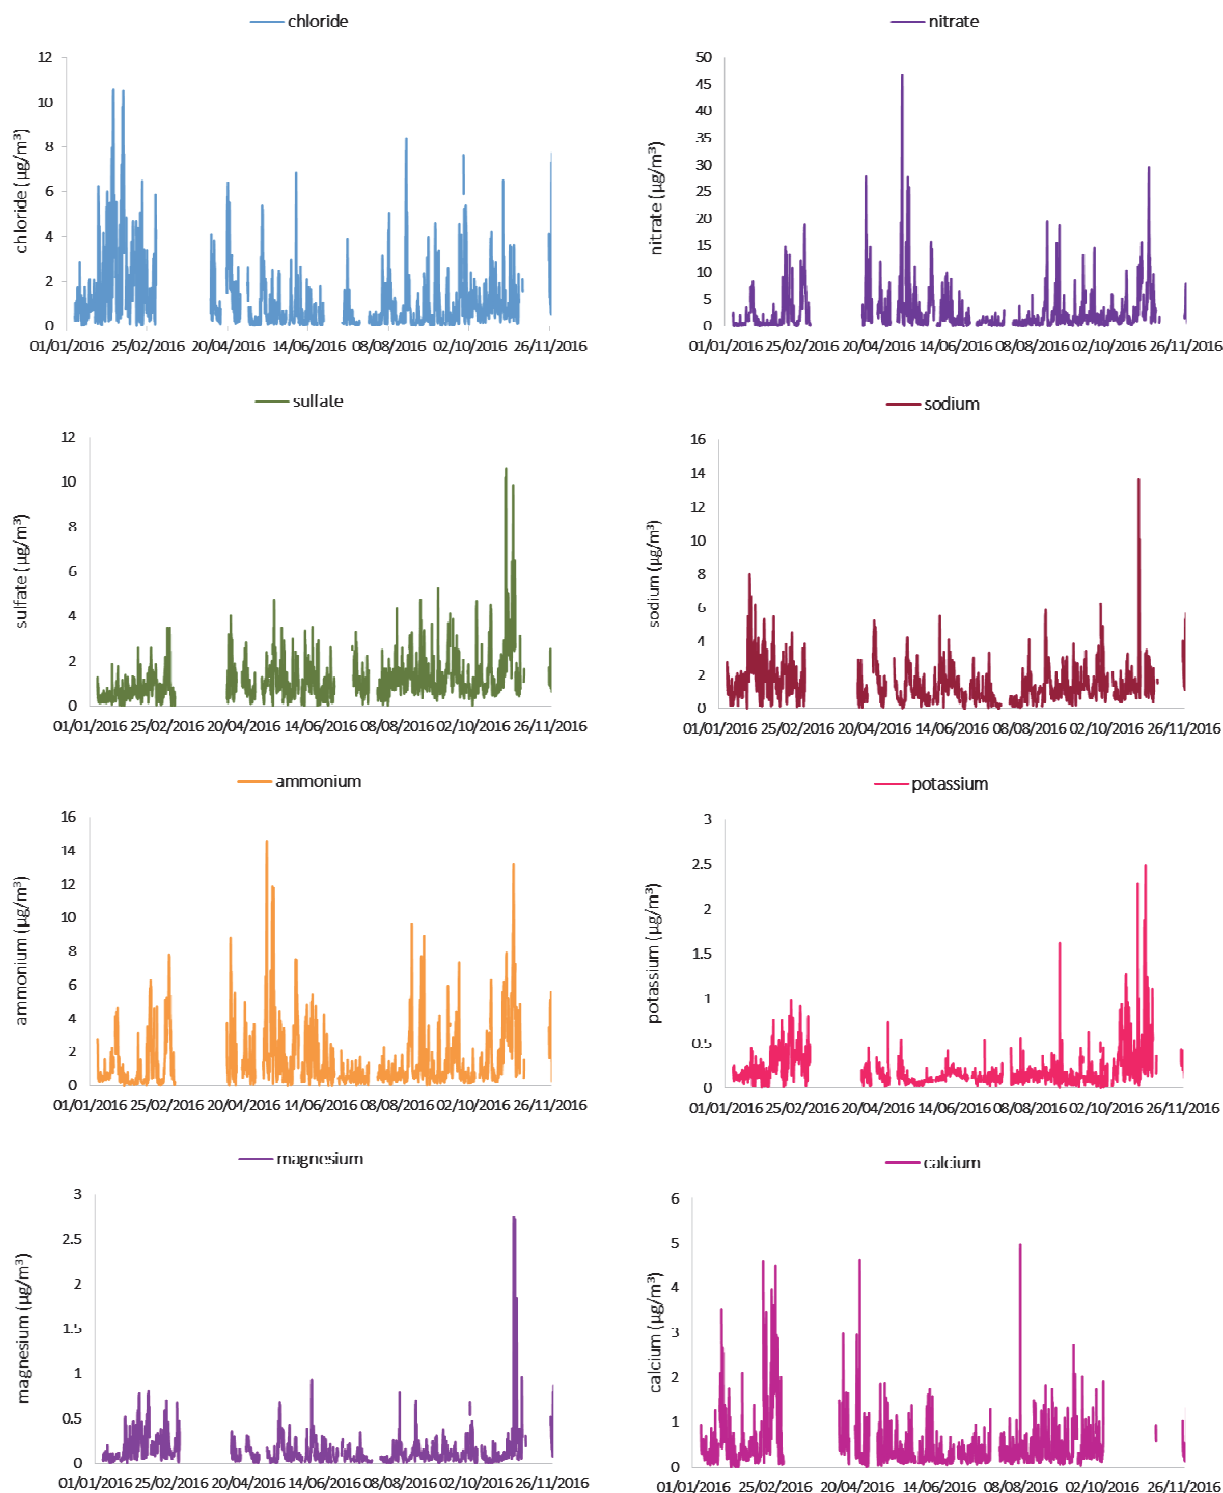 chloride
12
10
8
6
4
2
0
chloride (µg/m³)
01/01/2016 25/02/2016 20/04/2016 14/06/2016 08/08/2016 02/10/2016 26/11/2016
nitrate
50
45
40
35
30
25
20
15
10
5
0
nitrate (µg/m³)
01/01/2016 25/02/2016 20/04/2016 14/06/2016 08/08/2016 02/10/2016 26/11/2016
sulfate
12
10
8
6
4
2
0
sulfate (µg/m³)
01/01/2016 25/02/2016 20/04/2016 14/06/2016 08/08/2016 02/10/2016 26/11/2016
sodium
16
14
12
10
8
6
4
2
0
sodium (µg/m³)
01/01/2016 25/02/2016 20/04/2016 14/06/2016 08/08/2016 02/10/2016 26/11/2016
ammonium
16
14
12
10
8
6
4
2
0
ammonium (µg/m³)
01/01/2016 25/02/2016 20/04/2016 14/06/2016 08/08/2016 02/10/2016 26/11/2016
potassium
3
2.5
2
1.5
1
0.5
0
potassium (µg/m³)
01/01/2016 25/02/2016 20/04/2016 14/06/2016 08/08/2016 02/10/2016 26/11/2016
magnesium
3
2.5
2
1.5
1
0.5
0
magnesium (µg/m³)
01/01/2016 25/02/2016 20/04/2016 14/06/2016 08/08/2016 02/10/2016 26/11/2016
calcium
6
5
4
3
2
1
0
calcium (µg/m³)
01/01/2016 25/02/2016 20/04/2016 14/06/2016 08/08/2016 02/10/2016 26/11/2016